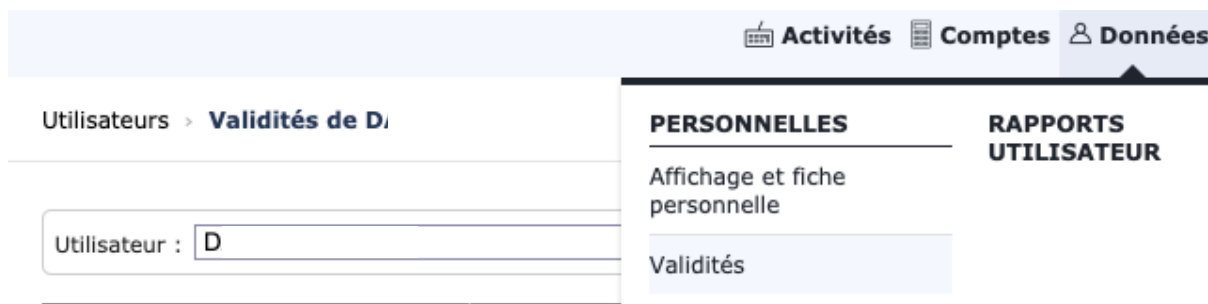 Activités Comptes Données
Utilisateurs > Validités de D
PERSONNELLES
RAPPORTS
UTILISATEUR
Affichage et fiche
personnelle
Utilisateur : D
Validités